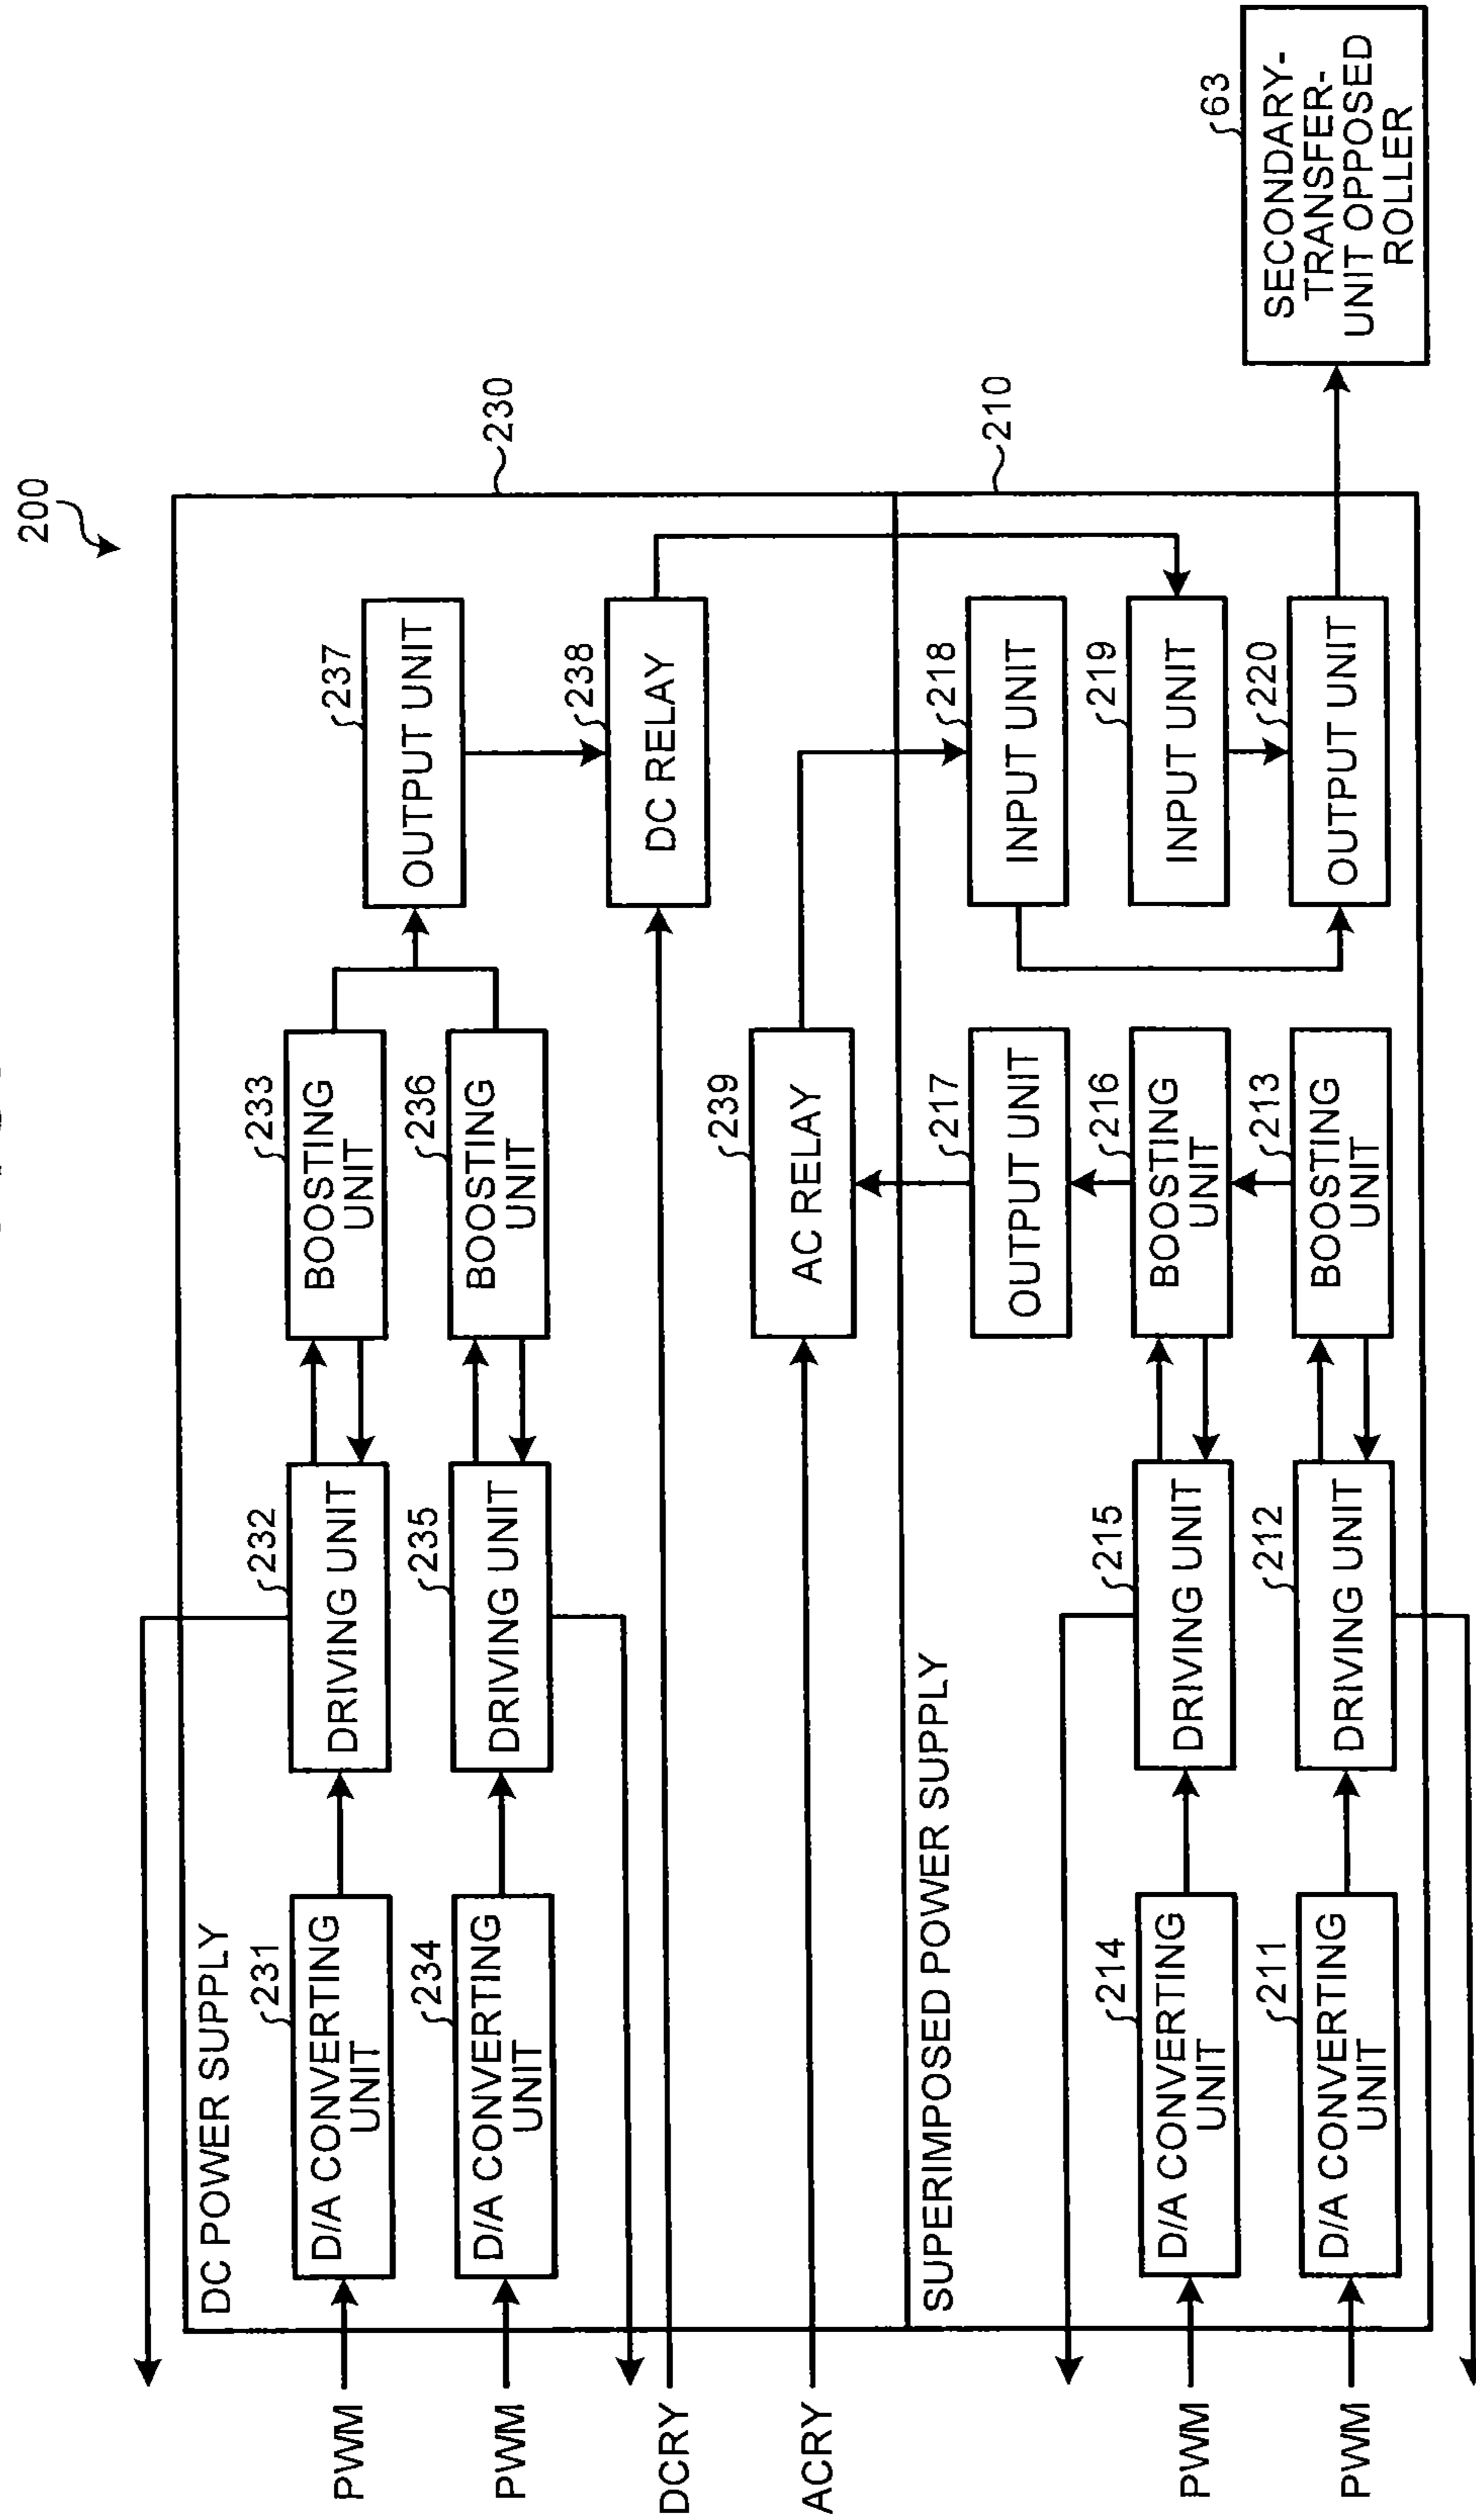 200
DC POWER SUPPLY
230
PWM
231
D/A CONVERTING
UNIT
232
DRIVING UNIT
233
BOOSTING
UNIT
237
OUTPUT UNIT
PWM
234
D/A CONVERTING
UNIT
235
DRIVING UNIT
236
BOOSTING
UNIT
238
DC RELAY
DCRY
ACRY
239
AC RELAY
SUPERIMPOSED POWER SUPPLY
210
217
OUTPUT UNIT
218
INPUT UNIT
PWM
214
D/A CONVERTING
UNIT
215
DRIVING UNIT
216
BOOSTING
UNIT
219
INPUT UNIT
PWM
211
D/A CONVERTING
UNIT
212
DRIVING UNIT
213
BOOSTING
UNIT
220
OUTPUT UNIT
63
SECONDARY-
TRANSFER-
UNIT OPPOSED
ROLLER